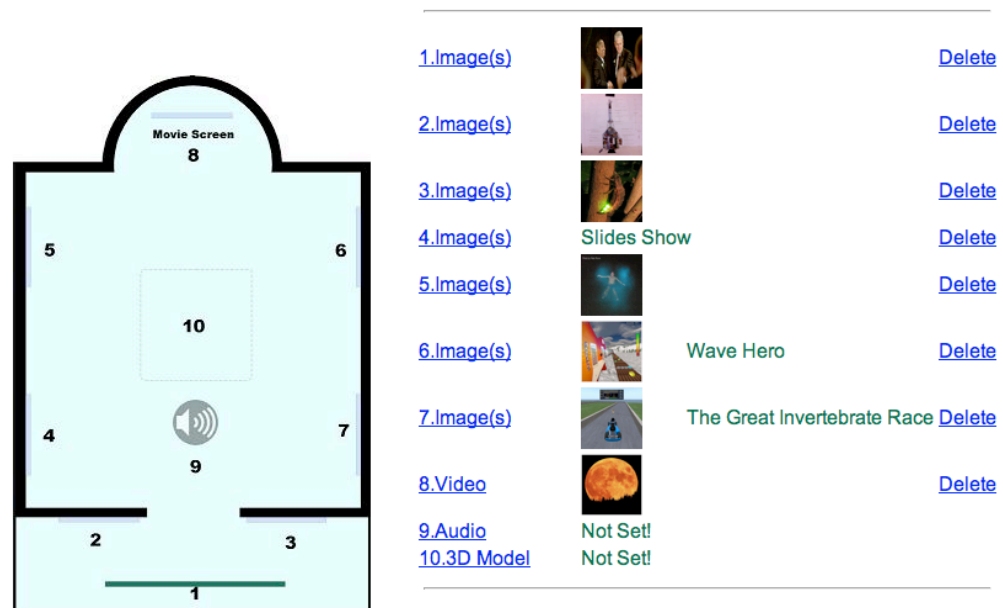 Movie Screen
8
5
6
10
4
7
9
2
3
1
1.Image(s) Delete
2.Image(s) Delete
3.Image(s) Delete
4.Image(s) Slides Show Delete
5.Image(s) Delete
6.Image(s) Wave Hero Delete
7.Image(s) The Great Invertebrate Race Delete
8.Video Delete
9.Audio Not Set!
10.3D Model Not Set!